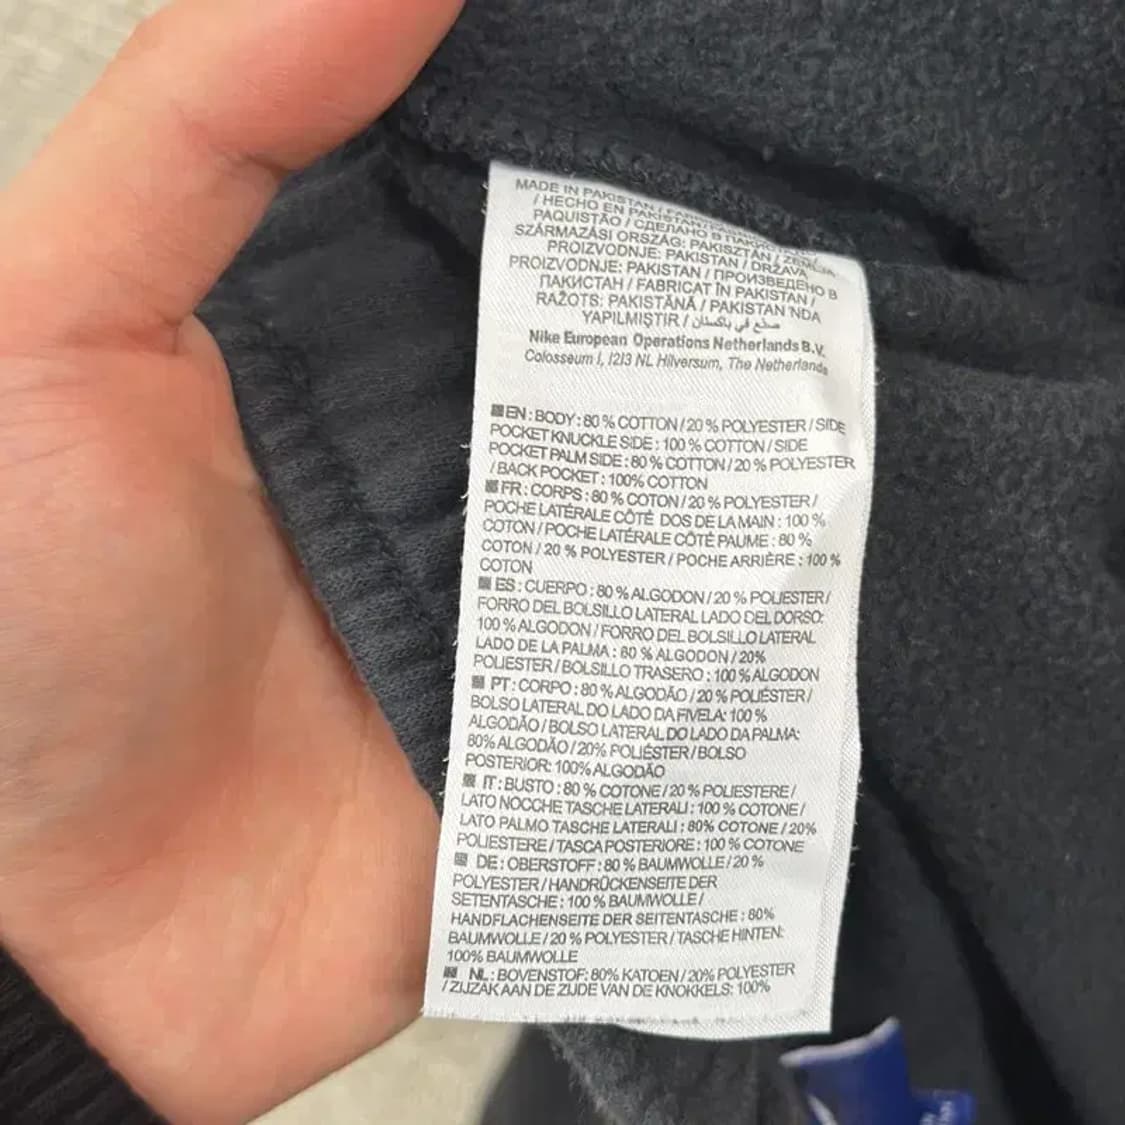 MADE IN PAKISTAN /
/ HECHO EN PAKISTAN /
PAQUISTÃO / СДЕЛАНО В ПАКИСТАНЕ /
SZÁRMAZÁSI ORSZÁG: PAKISZTÁN / ZEMLJA
PROIZVODNJE: PAKISTAN / DRŽAVA
PROIZVODNJE: PAKISTAN / ПРОИЗВЕДЕНО В
ПАКИСТАН / FABRICAT ÎN PAKISTAN /
RAŽOTS: PAKISTĀNĀ / PAKISTAN 'NDA
YAPILMIŞTIR / صنع في باكستان
Nike European Operations Netherlands B.V.
Colosseum 1, 1213 NL Hilversum, The Netherlands
EN : BODY : 80 % COTTON / 20 % POLYESTER / SIDE
POCKET KNUCKLE SIDE : 100 % COTTON / SIDE
POCKET PALM SIDE : 80 % COTTON / 20 % POLYESTER
/ BACK POCKET : 100% COTTON
FR : CORPS : 80 % COTON / 20 % POLYESTER /
POCHE LATÉRALE CÔTÉ DOS DE LA MAIN : 100 %
COTON / POCHE LATÉRALE CÔTÉ PAUME : 80 %
COTON / 20 % POLYESTER / POCHE ARRIÈRE : 100 %
COTON
ES : CUERPO : 80 % ALGODON / 20 % POLIESTER /
FORRO DEL BOLSILLO LATERAL LADO DEL DORSO:
100 % ALGODON / FORRO DEL BOLSILLO LATERAL
LADO DE LA PALMA : 80 % ALGODON / 20%
POLIESTER / BOLSILLO TRASERO : 100 % ALGODON
PT : CORPO : 80 % ALGODÃO / 20 % POLIÉSTER /
BOLSO LATERAL DO LADO DA FIVELA: 100 %
ALGODÃO / BOLSO LATERAL DO LADO DA PALMA:
80% ALGODÃO / 20% POLIÉSTER / BOLSO
POSTERIOR: 100% ALGODÃO
IT : BUSTO : 80 % COTONE / 20 % POLIESTERE /
LATO NOCCHE TASCHE LATERALI : 100 % COTONE /
LATO PALMO TASCHE LATERALI : 80% COTONE / 20%
POLIESTERE / TASCA POSTERIORE : 100 % COTONE
DE : OBERSTOFF : 80 % BAUMWOLLE / 20 %
POLYESTER / HANDRÜCKENSEITE DER
SETENTASCHE : 100 % BAUMWOLLE /
HANDFLACHENSEITE DER SEITENTASCHE : 80%
BAUMWOLLE / 20 % POLYESTER / TASCHE HINTEN:
100% BAUMWOLLE
NL : BOVENSTOF: 80% KATOEN / 20% POLYESTER
/ ZIJZAK AAN DE ZIJDE VAN DE KNOKKELS: 100%